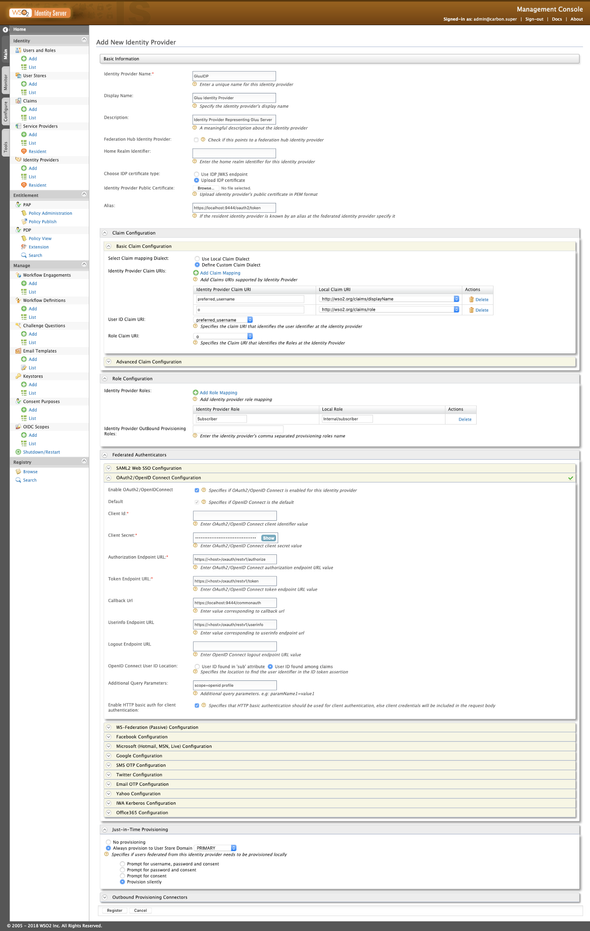 WSO2 Identity Server
Management Console
Signed-in as: admin@carbon.super | Sign-out | Docs | About
Main
Monitor
Configure
Tools
Home
Identity
Users and Roles
Add
List
User Stores
Add
List
Claims
Add
List
Service Providers
Add
List
Resident
Identity Providers
Add
List
Resident
Entitlement
PAP
Policy Administration
Policy Publish
PDP
Policy View
Extension
Search
Manage
Workflow Engagements
Add
List
Workflow Definitions
Add
List
Challenge Questions
Add
List
Email Templates
Add
List
Keystores
Add
List
Consent Purposes
Add
List
OIDC Scopes
Add
List
Shutdown/Restart
Registry
Browse
Search
Add New Identity Provider
Basic Information
Identity Provider Name:*
GluuIDP
Enter a unique name for this identity provider
Display Name:
Gluu Identity Provider
Specify the identity provider's display name
Description:
Identity Provider Representing Gluu Server
A meaningful description about the identity provider
Federation Hub Identity Provider:
Check if this points to a federation hub identity provider
Home Realm Identifier:
Enter the home realm identifier for this identity provider
Choose IDP certificate type:
Use IDP JWKS endpoint
Upload IDP certificate
Identity Provider Public Certificate:
Browse... No file selected.
Upload identity provider's public certificate in PEM format
Alias:
https://localhost:9444/oauth2/token
If the resident identity provider is known by an alias at the federated identity provider specify it
Claim Configuration
Basic Claim Configuration
Select Claim mapping Dialect:
Use Local Claim Dialect
Define Custom Claim Dialect
Identity Provider Claim URIs:
Add Claim Mapping
Add Claims URIs supported by Identity Provider
Identity Provider Claim URI Local Claim URI Actions
preferred_username http://wso2.org/claims/displayName Delete
http://wso2.org/claims/role Delete
User ID Claim URI:
preferred_username
Specifies the claim URI that identifies the user identifier at the identity provider
Role Claim URI:
Specifies the Claim URI that identifies the Roles at the Identity Provider
Advanced Claim Configuration
Role Configuration
Identity Provider Roles:
Add Role Mapping
Add identity provider role mapping
Identity Provider Role Local Role Actions
Subscriber Internal/subscriber Delete
Identity Provider OutBound Provisioning Roles:
Enter the identity provider's comma separated provisioning roles name
Federated Authenticators
SAML2 Web SSO Configuration
OAuth2/OpenID Connect Configuration
Enable OAuth2/OpenIDConnect
Specifies if OAuth2/OpenID Connect is enabled for this identity provider
Default
Specifies if OpenID Connect is the default
Client Id:*
Enter OAuth2/OpenID Connect client identifier value
Client Secret:*
Show
Enter OAuth2/OpenID Connect client secret value
Authorization Endpoint URL:*
https://<host>/oxauth/restv1/authorize
Enter OAuth2/OpenID Connect authorization endpoint URL value
Token Endpoint URL:*
https://<host>/oxauth/restv1/token
Enter OAuth2/OpenID Connect token endpoint URL value
Callback Url
https://localhost:9444/commonauth
Enter value corresponding to callback url
Userinfo Endpoint URL
https://<host>/oxauth/restv1/userinfo
Enter value corresponding to userinfo endpoint url
Logout Endpoint URL
Enter OpenID Connect logout endpoint URL value
OpenID Connect User ID Location:
User ID found in 'sub' attribute
User ID found among claims
Specifies the location to find the user identifier in the ID token assertion
Additional Query Parameters:
scope=openid profile
Additional query parameters. e.g: paramName1=value1
Enable HTTP basic auth for client authentication:
Specifies that HTTP basic authentication should be used for client authentication, else client credentials will be included in the request body
WS-Federation (Passive) Configuration
Facebook Configuration
Microsoft (Hotmail, MSN, Live) Configuration
Google Configuration
SMS OTP Configuration
Twitter Configuration
Email OTP Configuration
Yahoo Configuration
IWA Kerberos Configuration
Office365 Configuration
Just-in-Time Provisioning
No provisioning
Always provision to User Store Domain PRIMARY
Specifies if users federated from this identity provider needs to be provisioned locally
Prompt for username, password and consent
Prompt for password and consent
Prompt for consent
Provision silently
Outbound Provisioning Connectors
Register Cancel
© 2005 - 2018 WSO2 Inc. All Rights Reserved.